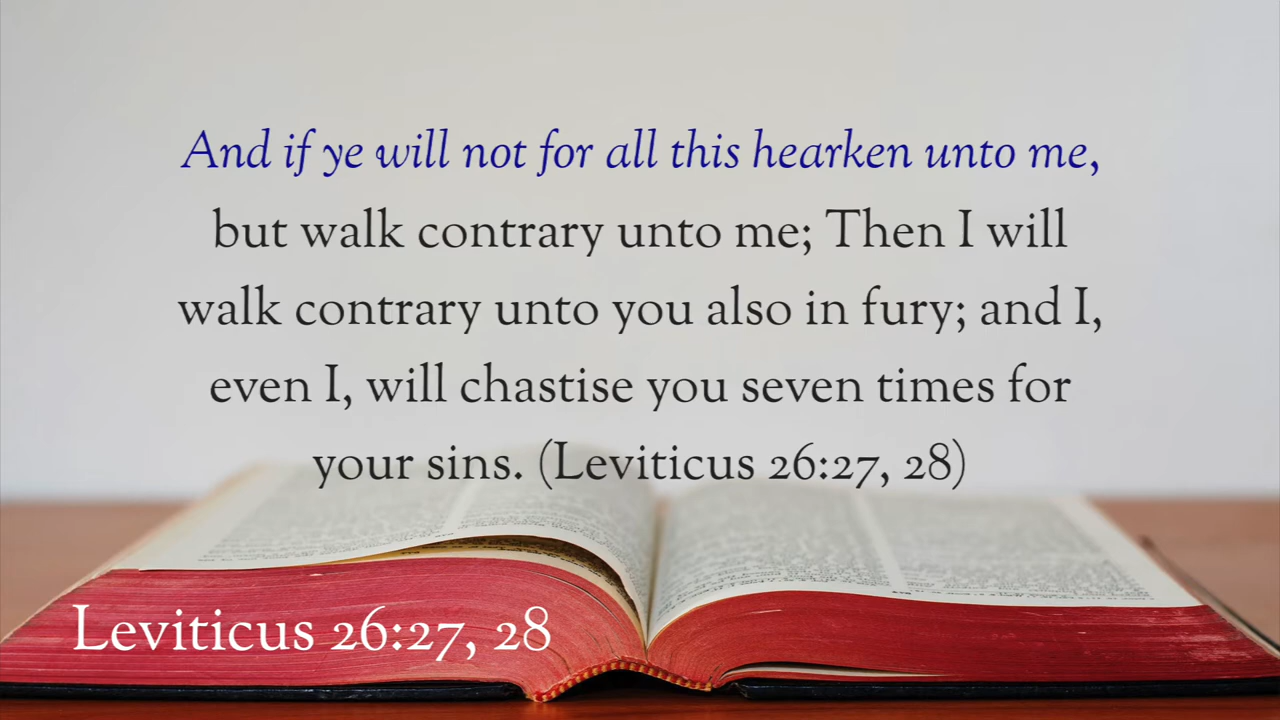 And if ye will not for all this hearken unto me,
but walk contrary unto me; Then I will
walk contrary unto you also in fury; and I,
even I, will chastise you seven times for
your sins. (Leviticus 26:27, 28)
Leviticus 26:27, 28